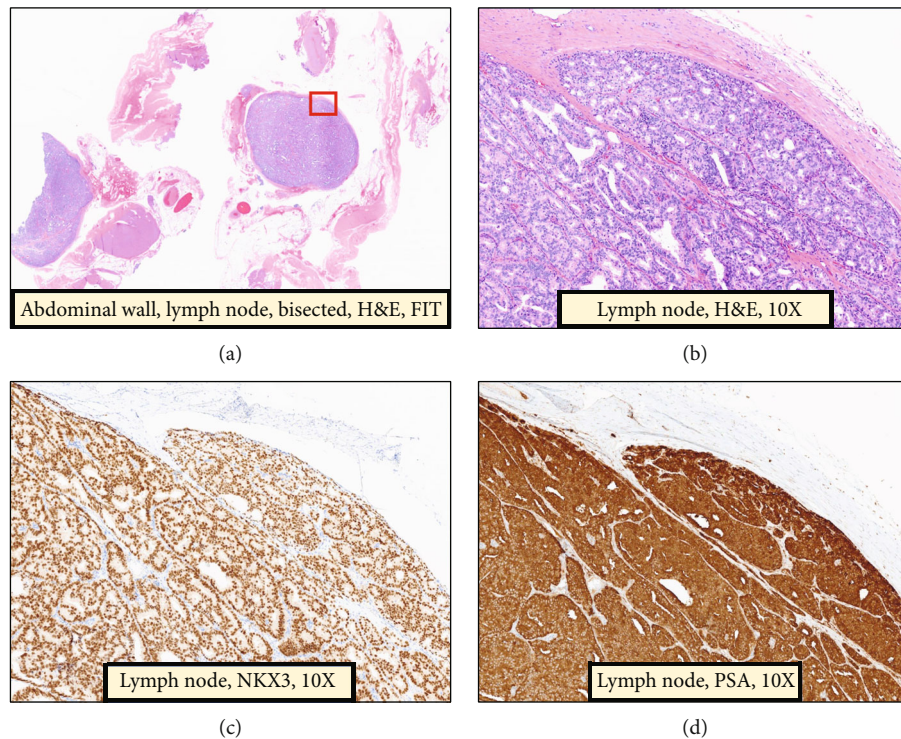 Abdominal wall, lymph node, bisected, H&E, FIT
(a)
Lymph node, H&E, 10X
(b)
Lymph node, NKX3, 10X
(c)
Lymph node, PSA, 10X
(d)